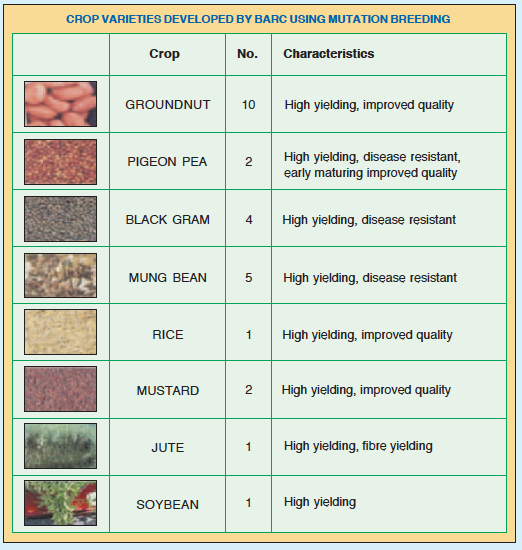 CROP VARIETIES DEVELOPED BY BARC USING MUTATION BREEDING
Crop No. Characteristics
GROUNDNUT 10 High yielding, improved quality
PIGEON PEA 2 High yielding, disease resistant,
early maturing improved quality
BLACK GRAM 4 High yielding, disease resistant
MUNG BEAN 5 High yielding, disease resistant
RICE 1 High yielding, improved quality
MUSTARD 2 High yielding, improved quality
JUTE 1 High yielding, fibre yielding
SOYBEAN 1 High yielding